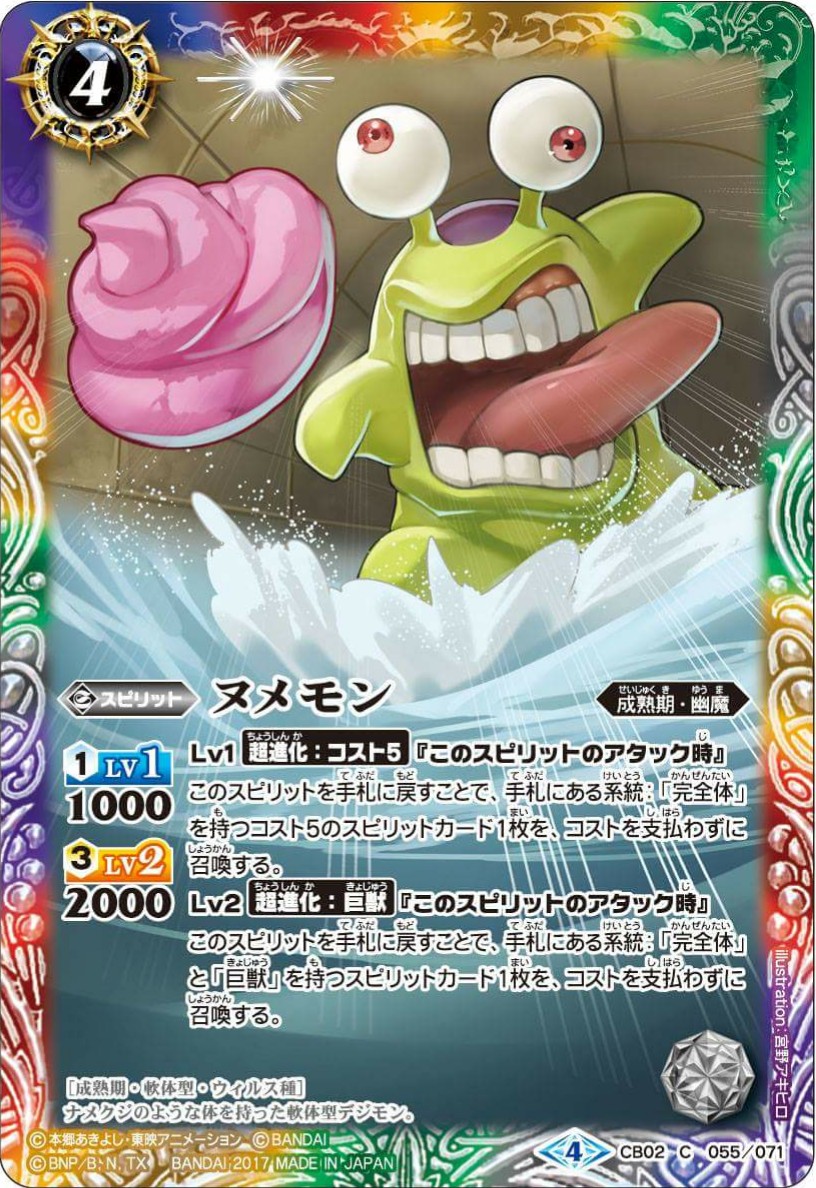 4
スピリット ヌメモン 成熟期・幽魔
せいじゅくき ゆうま
1 LV1
1000
3 LV2
2000
Lv1 超進化：コスト5 『このスピリットのアタック時』
このスピリットを手札に戻すことで、手札にある系統：「完全体」
を持つコスト5のスピリットカード1枚を、コストを支払わずに
召喚する。
Lv2 超進化：巨獣 『このスピリットのアタック時』
このスピリットを手札に戻すことで、手札にある系統：「完全体」
と「巨獣」を持つスピリットカード1枚を、コストを支払わずに
召喚する。
illustration：宮野アキヒロ
［成熟期・軟体型・ウィルス種］
ナメクジのような体を持った軟体型デジモン。
©本郷あきよし・東映アニメーション ©BANDAI
©BNP/B, N, TX BANDAI 2017 MADE IN JAPAN
4 CB02 C 055/071